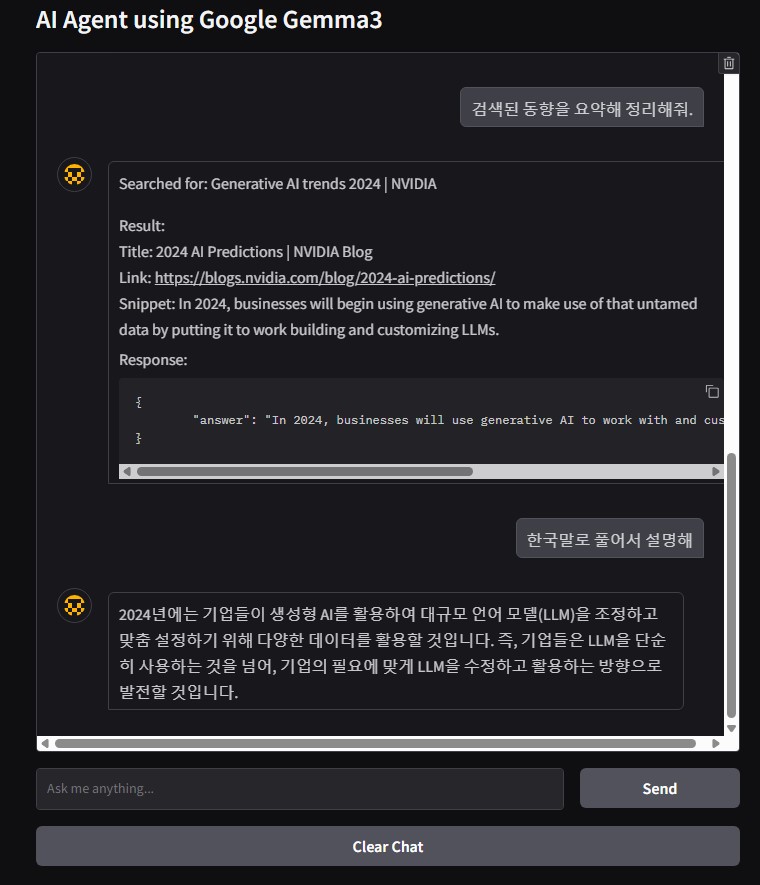 AI Agent using Google Gemma3
검색된 동향을 요약해 정리해줘.
Searched for: Generative AI trends 2024 | NVIDIA
Result:
Title: 2024 AI Predictions | NVIDIA Blog
Link: https://blogs.nvidia.com/blog/2024-ai-predictions/
Snippet: In 2024, businesses will begin using generative AI to make use of that untamed
data by putting it to work building and customizing LLMs.
Response:
{
"answer": "In 2024, businesses will use generative AI to work with and cus
}
한국말로 풀어서 설명해
2024년에는 기업들이 생성형 AI를 활용하여 대규모 언어 모델(LLM)을 조정하고
맞춤 설정하기 위해 다양한 데이터를 활용할 것입니다. 즉, 기업들은 LLM을 단순
히 사용하는 것을 넘어, 기업의 필요에 맞게 LLM을 수정하고 활용하는 방향으로
발전할 것입니다.
Ask me anything...
Send
Clear Chat